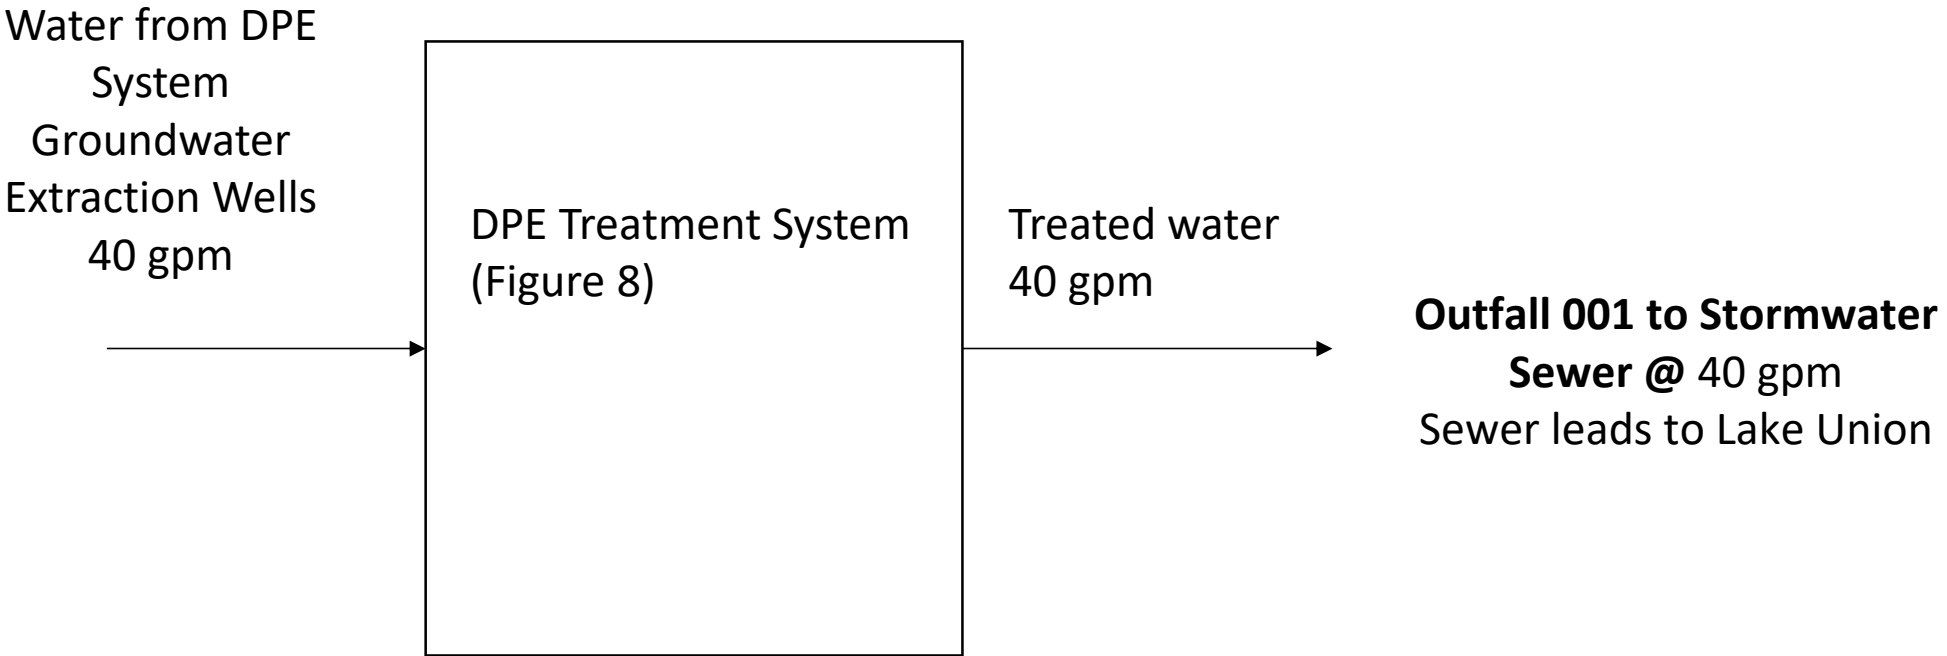 Water from DPE
System
Groundwater
Extraction Wells
40 gpm
DPE Treatment System
(Figure 8)
Treated water
40 gpm
Outfall 001 to Stormwater
Sewer @ 40 gpm
Sewer leads to Lake Union